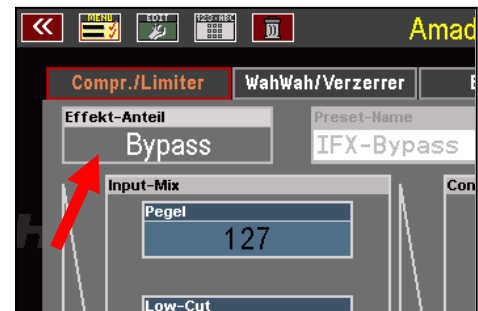 MENU EDIT 123·ABC
Amad
Compr./Limiter WahWah/Verzerrer
Effekt-Anteil Preset-Name
Bypass IFX-Bypass
Input-Mix Con
Pegel
127
Low-Cut